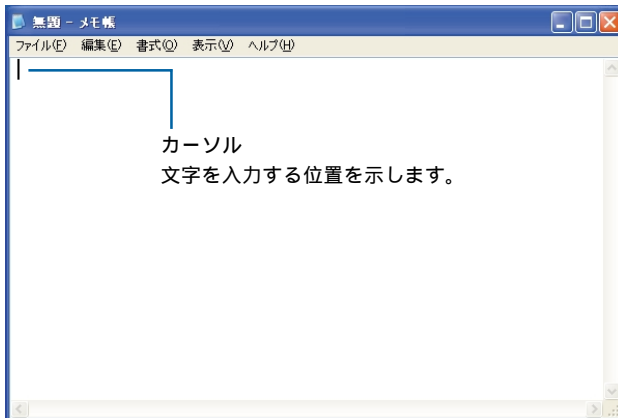 無題 - メモ帳
ファイル(F) 編集(E) 書式(O) 表示(V) ヘルプ(H)
カーソル
文字を入力する位置を示します。